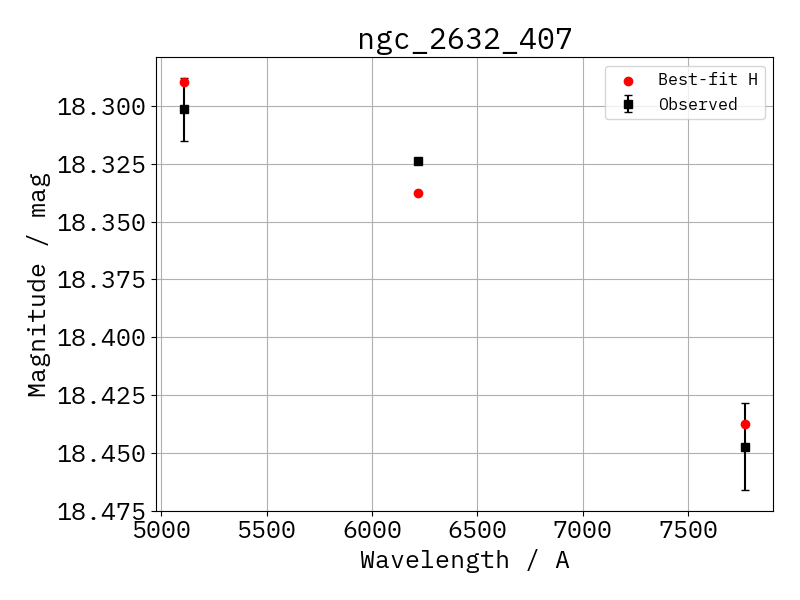 ngc_2632_407
Best-fit H
Observed
18.300
18.325
18.350
18.375
18.400
18.425
18.450
18.475
Magnitude / mag
5000 5500 6000 6500 7000 7500
Wavelength / A